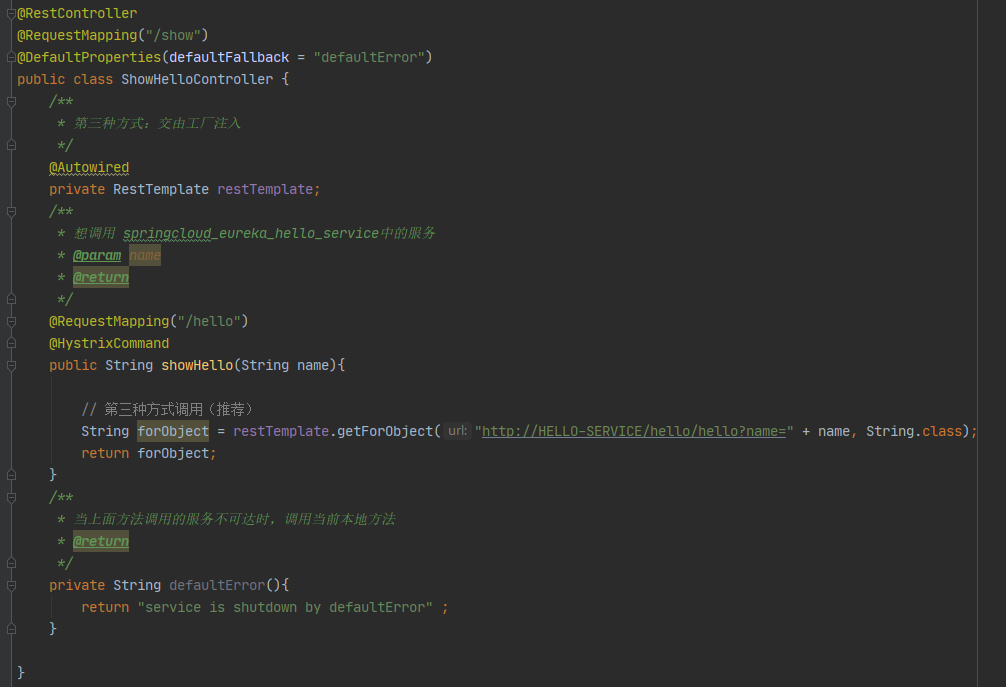 @RestController
@RequestMapping("/show")
@DefaultProperties(defaultFallback = "defaultError")
public class ShowHelloController {
/**
* 第三种方式：交由工厂注入
*/
@Autowired
private RestTemplate restTemplate;
/**
* 想调用 springcloud_eureka_hello_service中的服务
* @param name
* @return
*/
@RequestMapping("/hello")
@HystrixCommand
public String showHello(String name){
// 第三种方式调用（推荐）
String forObject = restTemplate.getForObject( url: "http://HELLO-SERVICE/hello/hello?name=" + name, String.class);
return forObject;
}
/**
* 当上面方法调用的服务不可达时，调用当前本地方法
* @return
*/
private String defaultError(){
return "service is shutdown by defaultError" ;
}
}